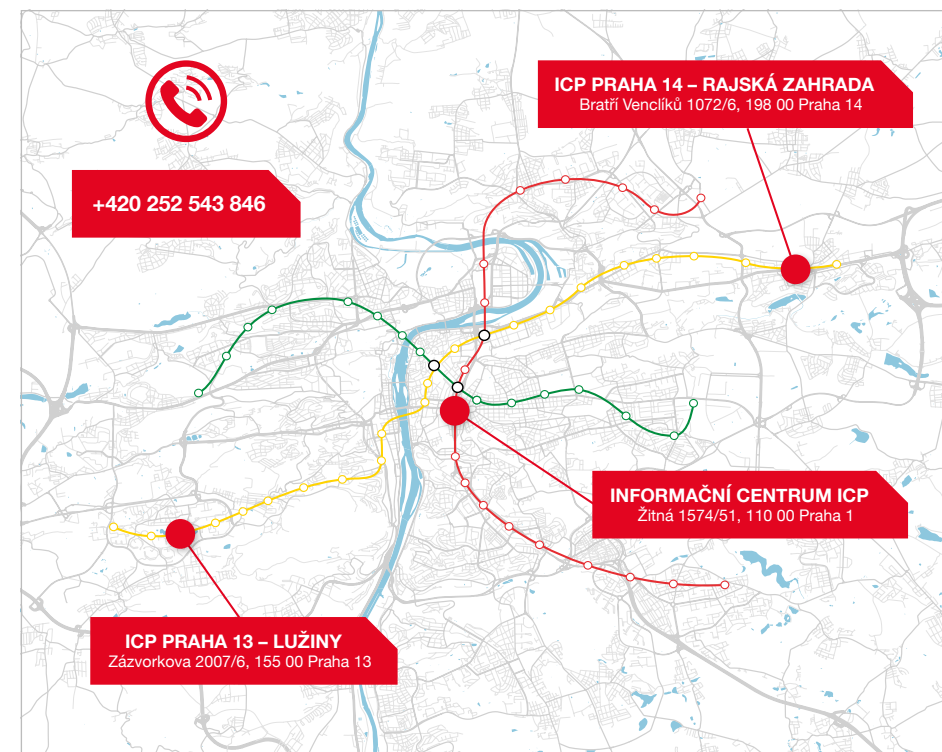 ICP PRAHA 14 – RAJSKÁ ZAHRADA
Bratří Venclíků 1072/6, 198 00 Praha 14
+420 252 543 846
INFORMAČNÍ CENTRUM ICP
Žitná 1574/51, 110 00 Praha 1
ICP PRAHA 13 – LUŽINY
Zázvorkova 2007/6, 155 00 Praha 13